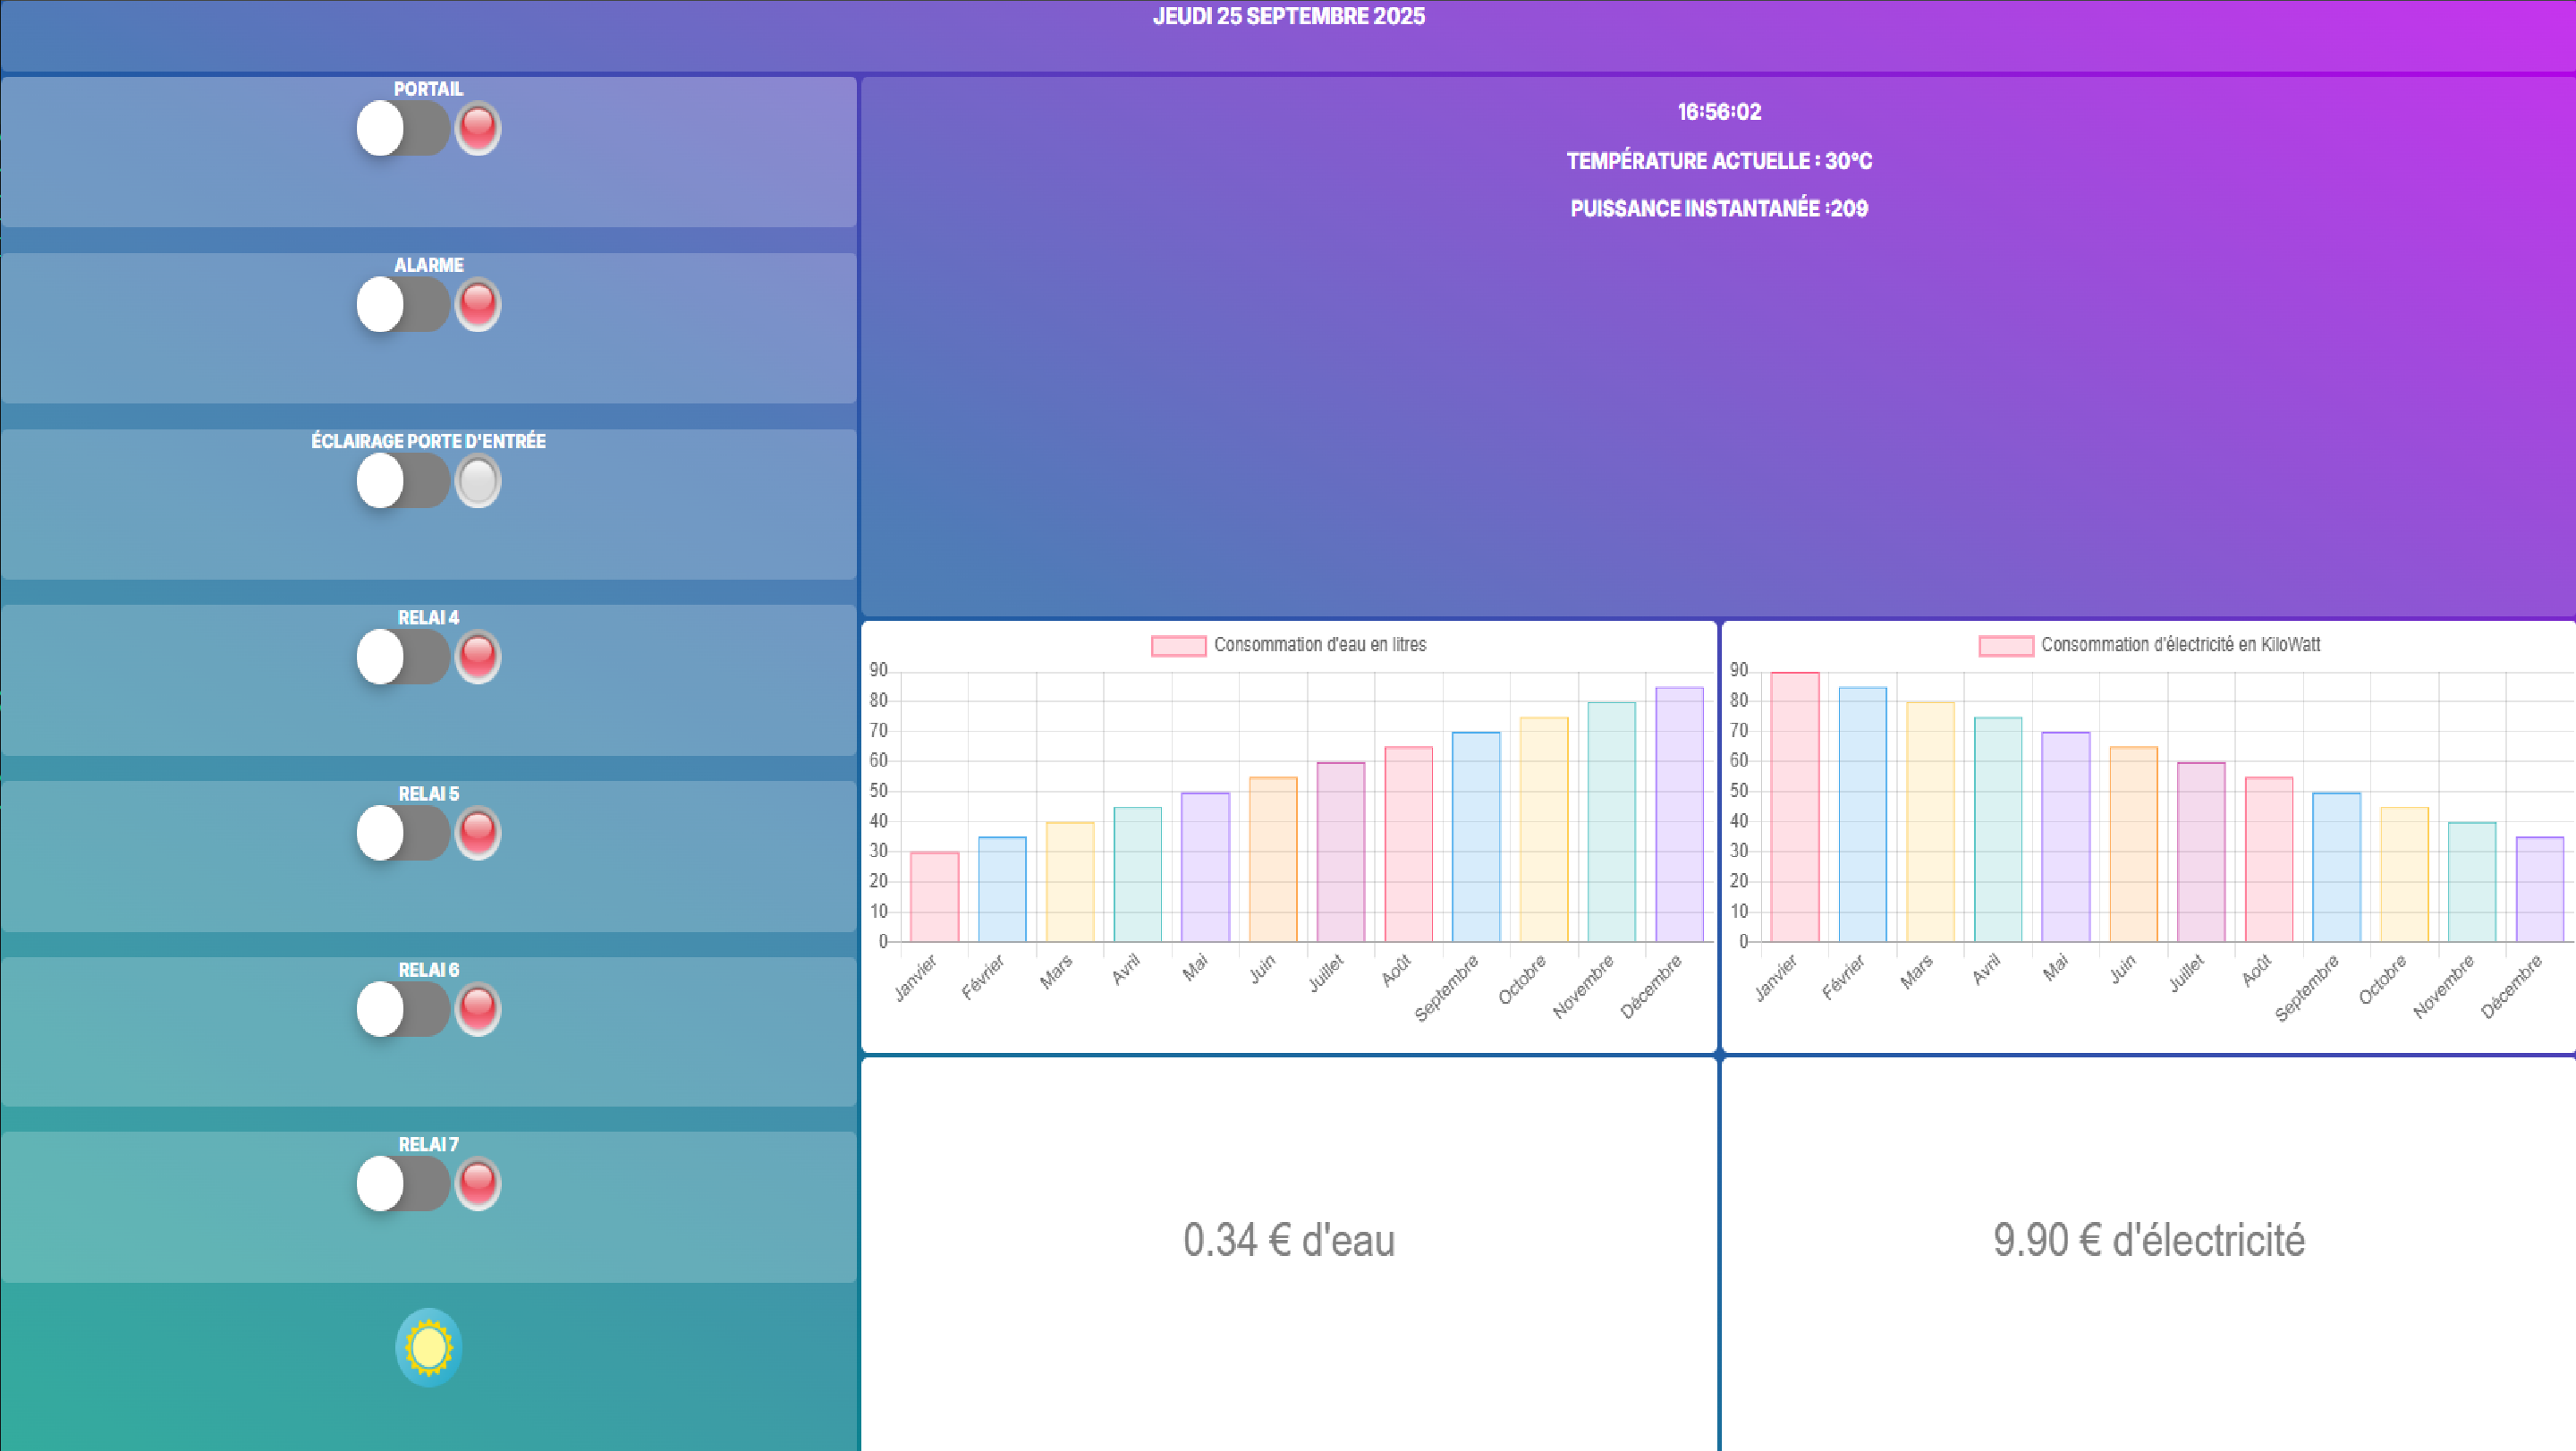 JEUDI 25 SEPTEMBRE 2025
PORTAIL
ALARME
ÉCLAIRAGE PORTE D'ENTRÉE
RELAI 4
RELAI 5
RELAI 6
RELAI 7
16:56:02
TEMPÉRATURE ACTUELLE : 30°C
PUISSANCE INSTANTANÉE :209
Consommation d'eau en litres
90
80
70
60
50
40
30
20
10
0
Janvier
Février
Mars
Avril
Mai
Juin
Juillet
Août
Septembre
Octobre
Novembre
Décembre
Consommation d'électricité en KiloWatt
90
80
70
60
50
40
30
20
10
0
Janvier
Février
Mars
Avril
Mai
Juin
Juillet
Août
Septembre
Octobre
Novembre
Décembre
0.34 € d'eau
9.90 € d'électricité